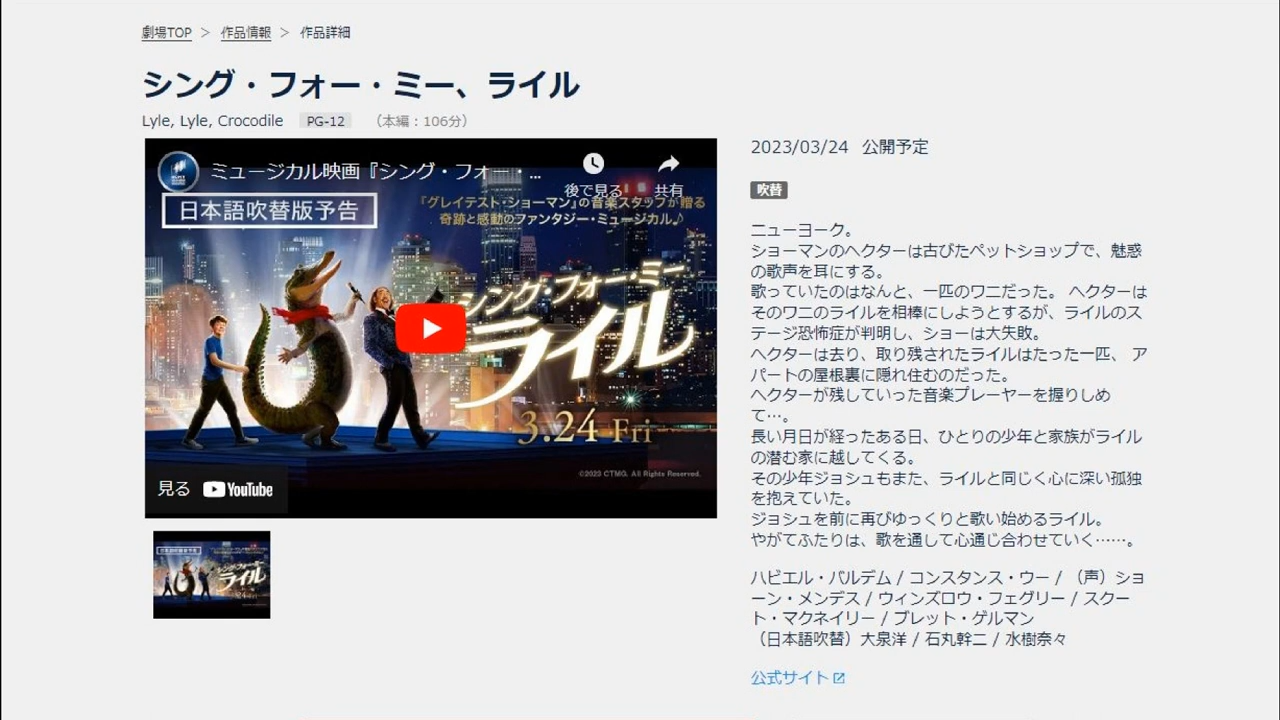 劇場TOP ＞ 作品情報 ＞ 作品詳細
シング・フォー・ミー、ライル
Lyle, Lyle, Crocodile PG-12 （本編：106分）
ミュージカル映画『シング・フォー・...
後で見る
共有
日本語吹替版予告
『グレイテスト・ショーマン』の音楽スタッフが贈る
奇跡と感動のファンタジー・ミュージカル♪
シング・フォー・ミー
ライル
3.24 Fri
©2023 CTMG. All Rights Reserved.
見る YouTube
日本語吹替版予告
ライル
2023/03/24 公開予定
吹替
ニューヨーク。
ショーマンのヘクターは古びたペットショップで、魅惑
の歌声を耳にする。
歌っていたのはなんと、一匹のワニだった。 ヘクターは
そのワニのライルを相棒にしようとするが、ライルのス
テージ恐怖症が判明し、ショーは大失敗。
ヘクターは去り、取り残されたライルはたった一匹、 ア
パートの屋根裏に隠れ住むのだった。
ヘクターが残していった音楽プレーヤーを握りしめ
て…。
長い月日が経ったある日、ひとりの少年と家族がライル
の潜む家に越してくる。
その少年ジョシュもまた、ライルと同じく心に深い孤独
を抱えていた。
ジョシュを前に再びゆっくりと歌い始めるライル。
やがてふたりは、歌を通して心通じ合わせていく……。
ハビエル・バルデム / コンスタンス・ウー / （声）ショ
ーン・メンデス / ウィンズロウ・フェグリー / スクー
ト・マクネイリー / ブレット・ゲルマン
（日本語吹替）大泉洋 / 石丸幹二 / 水樹奈々
公式サイト